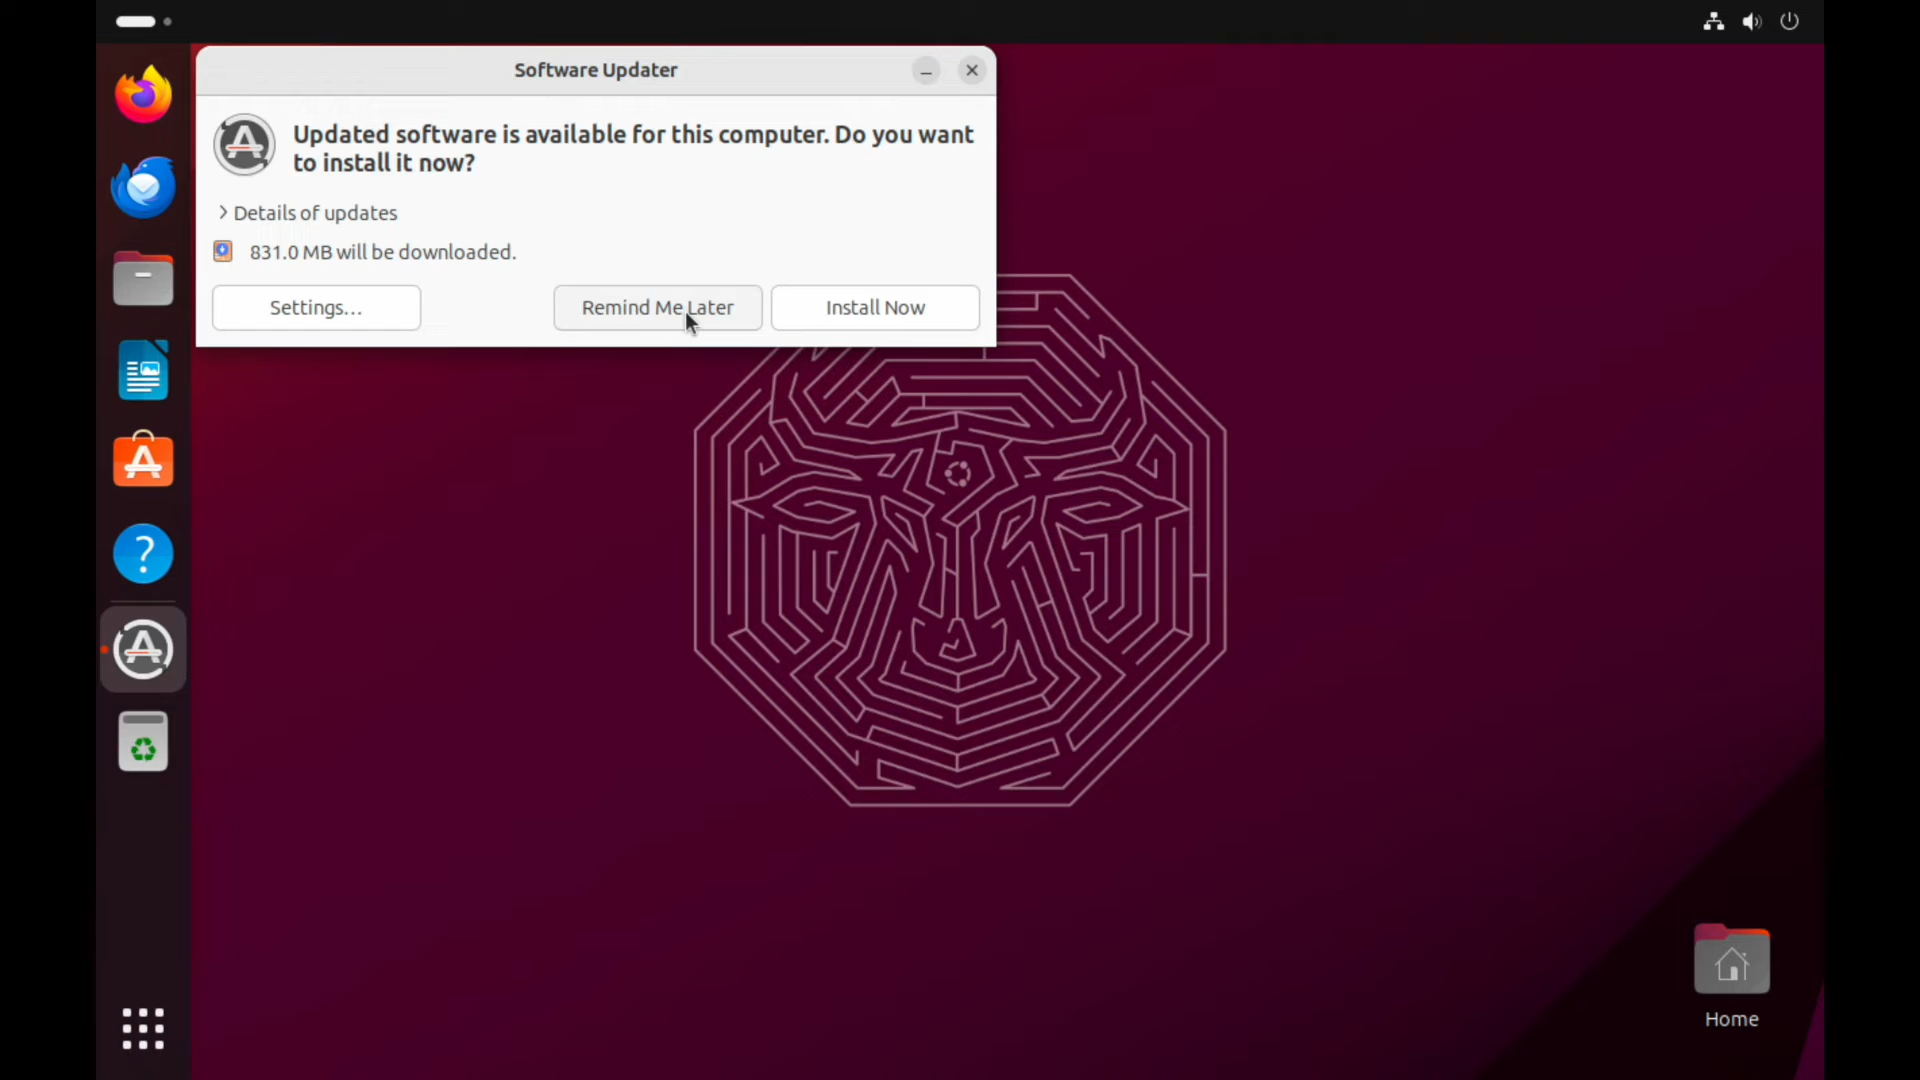 Software Updater
Updated software is available for this computer. Do you want
to install it now?
Details of updates
831.0 MB will be downloaded.
Settings…
Remind Me Later
Install Now
?
Home